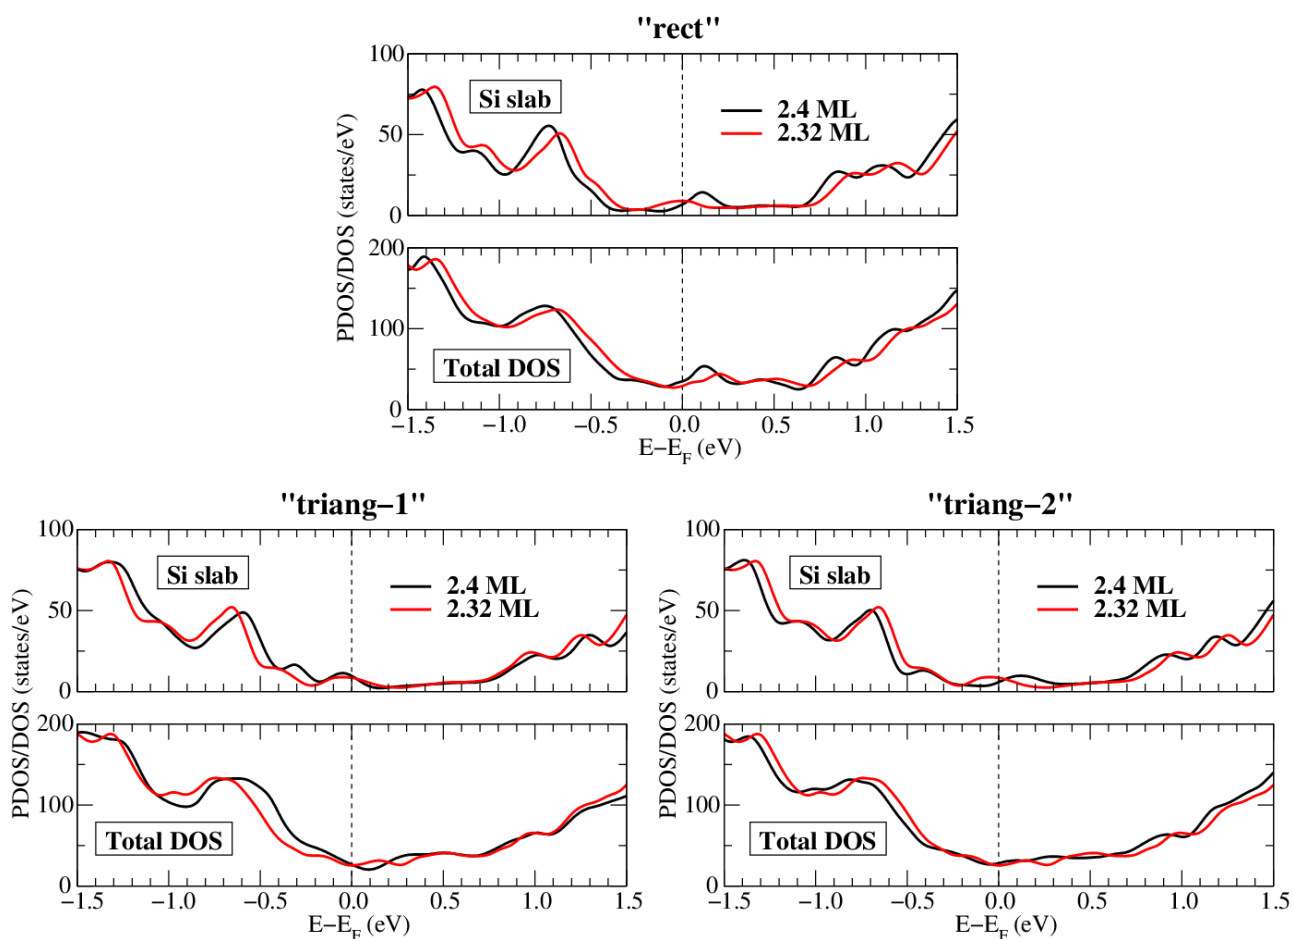 "rect"
100
Si slab
2.4 ML
2.32 ML
50
0
200
100
Total DOS
0
−1.5 −1.0 −0.5 0.0 0.5 1.0 1.5
E−EF (eV)
PDOS/DOS (states/eV)
"triang−1"
100
Si slab
2.4 ML
2.32 ML
50
0
200
100
Total DOS
0
−1.5 −1.0 −0.5 0.0 0.5 1.0 1.5
E−EF (eV)
PDOS/DOS (states/eV)
"triang−2"
100
Si slab
2.4 ML
2.32 ML
50
0
200
100
Total DOS
0
−1.5 −1.0 −0.5 0.0 0.5 1.0 1.5
E−EF (eV)
PDOS/DOS (states/eV)